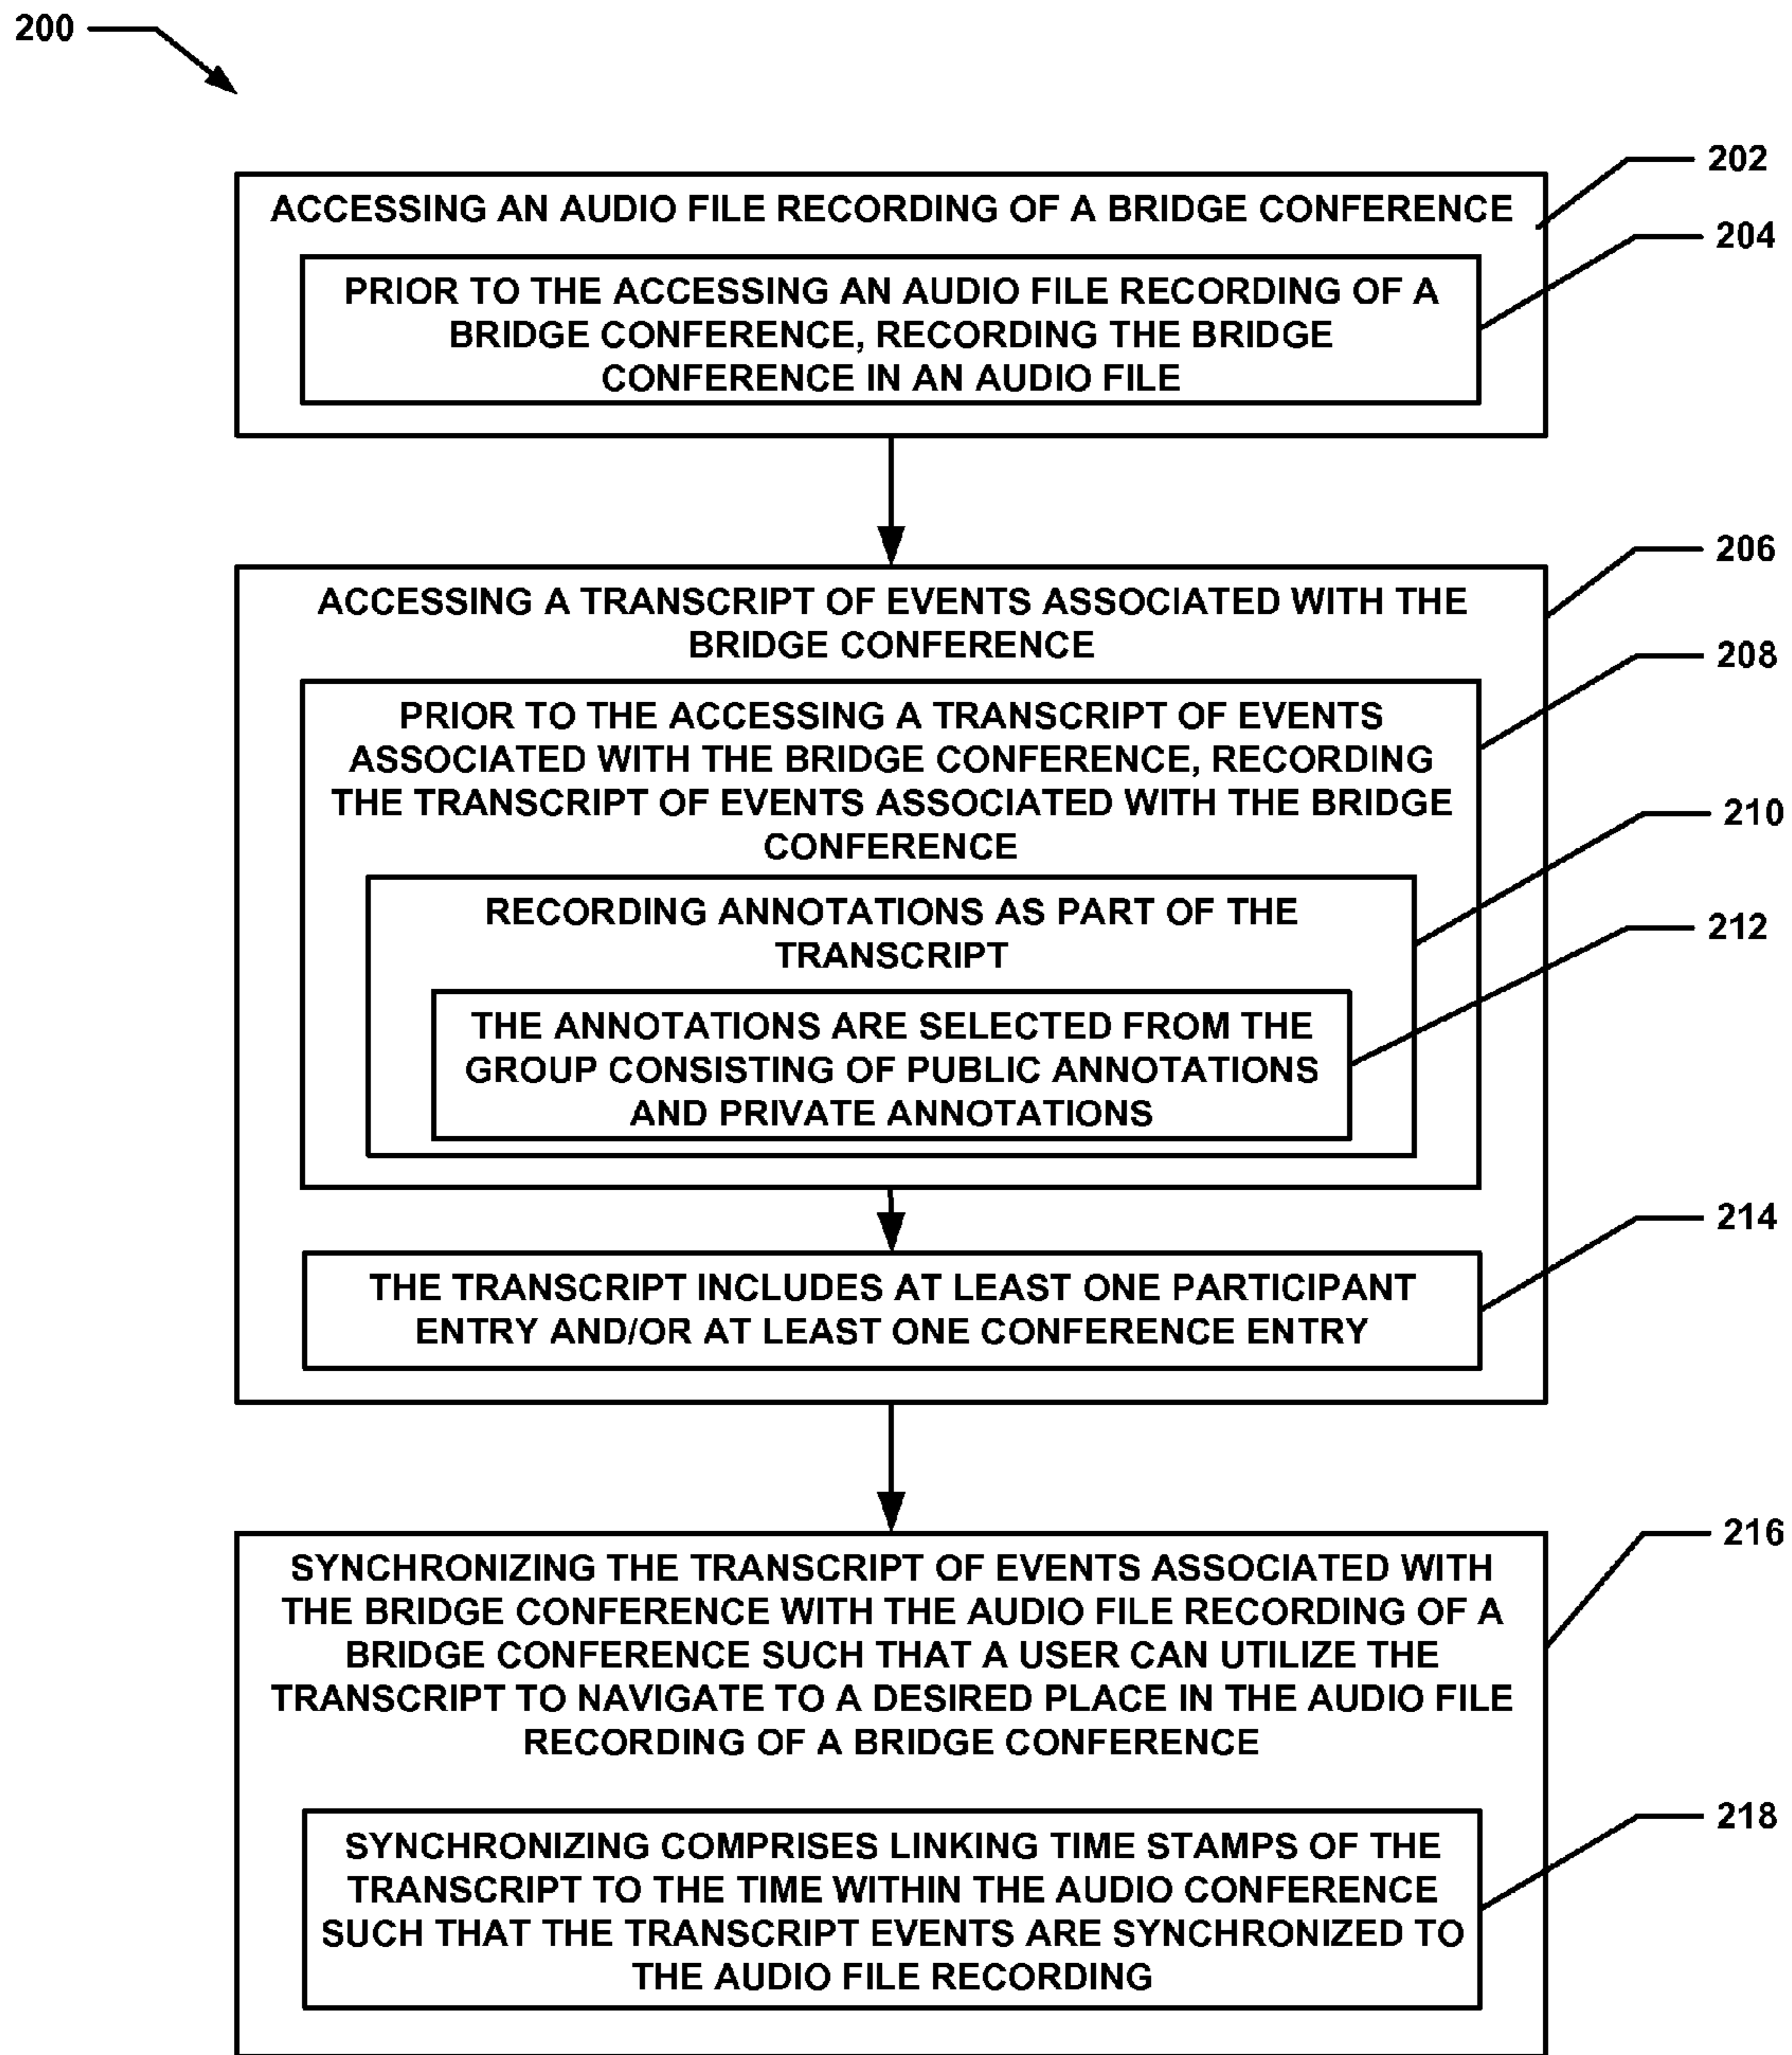 200
202
ACCESSING AN AUDIO FILE RECORDING OF A BRIDGE CONFERENCE
204
PRIOR TO THE ACCESSING AN AUDIO FILE RECORDING OF A
BRIDGE CONFERENCE, RECORDING THE BRIDGE
CONFERENCE IN AN AUDIO FILE
206
ACCESSING A TRANSCRIPT OF EVENTS ASSOCIATED WITH THE
BRIDGE CONFERENCE
208
PRIOR TO THE ACCESSING A TRANSCRIPT OF EVENTS
ASSOCIATED WITH THE BRIDGE CONFERENCE, RECORDING
THE TRANSCRIPT OF EVENTS ASSOCIATED WITH THE BRIDGE
CONFERENCE
210
RECORDING ANNOTATIONS AS PART OF THE
TRANSCRIPT
212
THE ANNOTATIONS ARE SELECTED FROM THE
GROUP CONSISTING OF PUBLIC ANNOTATIONS
AND PRIVATE ANNOTATIONS
214
THE TRANSCRIPT INCLUDES AT LEAST ONE PARTICIPANT
ENTRY AND/OR AT LEAST ONE CONFERENCE ENTRY
216
SYNCHRONIZING THE TRANSCRIPT OF EVENTS ASSOCIATED WITH
THE BRIDGE CONFERENCE WITH THE AUDIO FILE RECORDING OF A
BRIDGE CONFERENCE SUCH THAT A USER CAN UTILIZE THE
TRANSCRIPT TO NAVIGATE TO A DESIRED PLACE IN THE AUDIO FILE
RECORDING OF A BRIDGE CONFERENCE
218
SYNCHRONIZING COMPRISES LINKING TIME STAMPS OF THE
TRANSCRIPT TO THE TIME WITHIN THE AUDIO CONFERENCE
SUCH THAT THE TRANSCRIPT EVENTS ARE SYNCHRONIZED TO
THE AUDIO FILE RECORDING